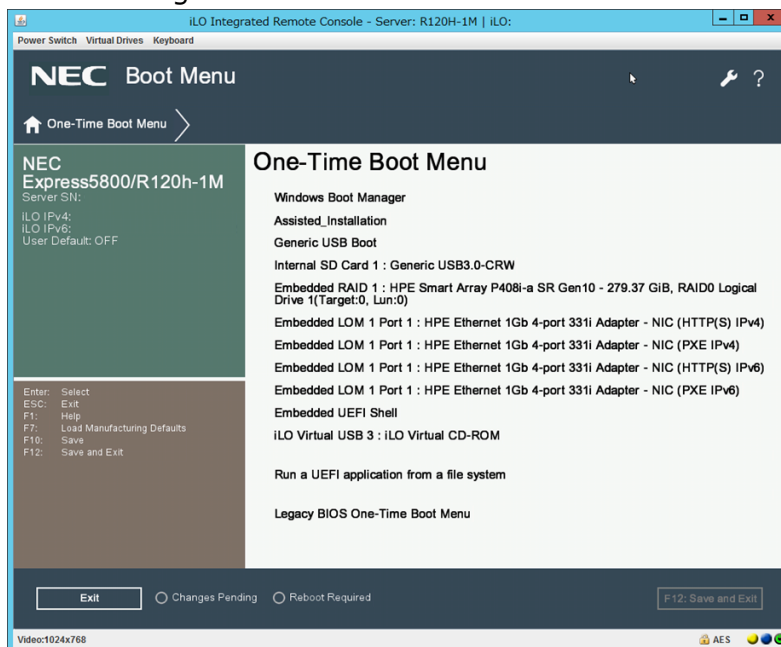 iLO Integrated Remote Console - Server: R120H-1M | iLO:
Power Switch Virtual Drives Keyboard
NEC Boot Menu
?
One-Time Boot Menu
NEC
Express5800/R120h-1M
Server SN:
iLO IPv4:
iLO IPv6:
User Default: OFF
Enter: Select
ESC: Exit
F1: Help
F7: Load Manufacturing Defaults
F10: Save
F12: Save and Exit
One-Time Boot Menu
Windows Boot Manager
Assisted_Installation
Generic USB Boot
Internal SD Card 1 : Generic USB3.0-CRW
Embedded RAID 1 : HPE Smart Array P408i-a SR Gen10 - 279.37 GiB, RAID0 Logical
Drive 1(Target:0, Lun:0)
Embedded LOM 1 Port 1 : HPE Ethernet 1Gb 4-port 331i Adapter - NIC (HTTP(S) IPv4)
Embedded LOM 1 Port 1 : HPE Ethernet 1Gb 4-port 331i Adapter - NIC (PXE IPv4)
Embedded LOM 1 Port 1 : HPE Ethernet 1Gb 4-port 331i Adapter - NIC (HTTP(S) IPv6)
Embedded LOM 1 Port 1 : HPE Ethernet 1Gb 4-port 331i Adapter - NIC (PXE IPv6)
Embedded UEFI Shell
iLO Virtual USB 3 : iLO Virtual CD-ROM
Run a UEFI application from a file system
Legacy BIOS One-Time Boot Menu
Exit
Changes Pending
Reboot Required
F12: Save and Exit
Video:1024x768
AES